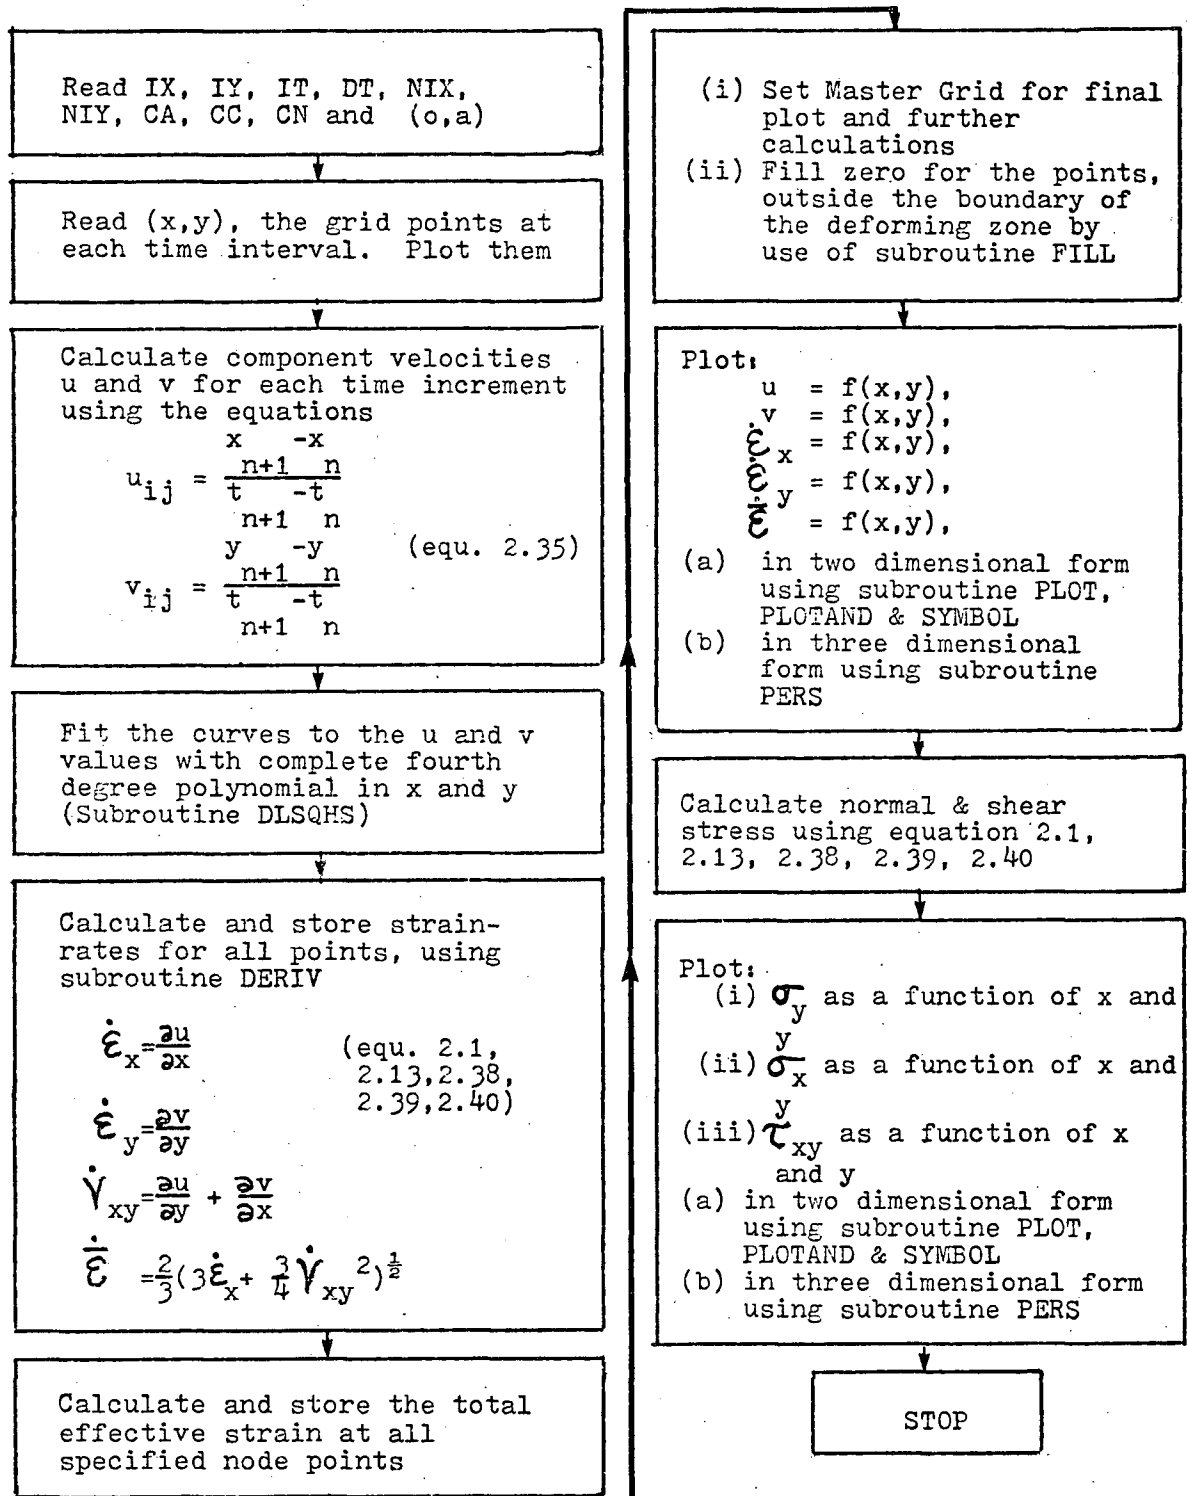 Read IX, IY, IT, DT, NIX,
NIY, CA, CC, CN and (o,a)
Read (x,y), the grid points at
each time interval. Plot them
Calculate component velocities
u and v for each time increment
using the equations
x -x
n+1 n
u_ij = 
t -t
n+1 n
y -y (equ. 2.35)
n+1 n
v_ij = 
t -t
n+1 n
Fit the curves to the u and v
values with complete fourth
degree polynomial in x and y
(Subroutine DLSQHS)
Calculate and store strain-
rates for all points, using
subroutine DERIV
ε̇_x=∂u/∂x (equ. 2.1,
2.13,2.38,
2.39,2.40)
ε̇_y=∂v/∂y
γ̇_xy=∂u/∂y + ∂v/∂x
ε̄̇ =2/3(3ε̇_x+ 3/4 γ̇_xy²)^½
Calculate and store the total
effective strain at all
specified node points
(i) Set Master Grid for final
plot and further
calculations
(ii) Fill zero for the points,
outside the boundary of
the deforming zone by
use of subroutine FILL
Plot:
u = f(x,y),
v = f(x,y),
ε̇_x = f(x,y),
ε̇_y = f(x,y),
ε̄̇ = f(x,y),
(a) in two dimensional form
using subroutine PLOT,
PLOTAND & SYMBOL
(b) in three dimensional
form using subroutine
PERS
Calculate normal & shear
stress using equation 2.1,
2.13, 2.38, 2.39, 2.40
Plot:
(i) σ_y as a function of x and
y
(ii) σ_x as a function of x and
y
(iii) τ_xy as a function of x
and y
(a) in two dimensional form
using subroutine PLOT,
PLOTAND & SYMBOL
(b) in three dimensional form
using subroutine PERS
STOP